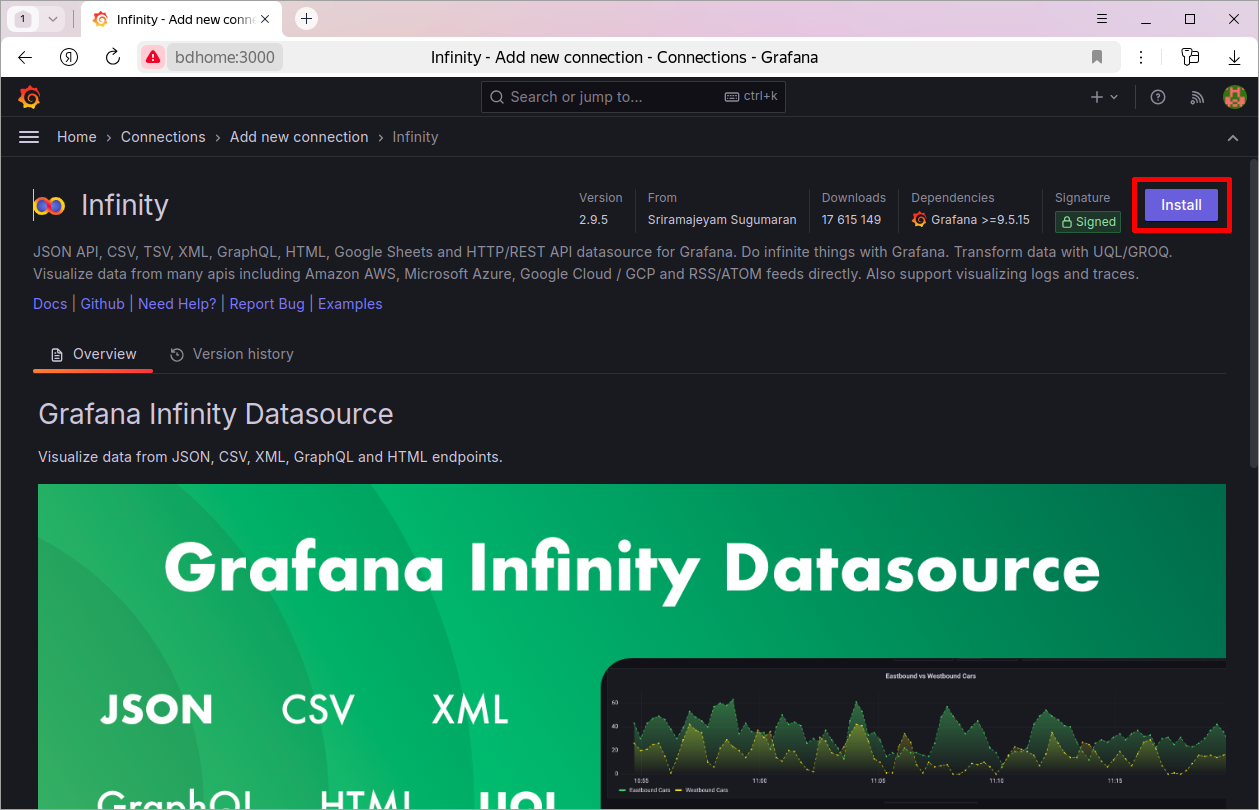 1
Infinity - Add new conne
Я
bdhome:3000
Infinity - Add new connection - Connections - Grafana
Search or jump to...
ctrl+k
Home › Connections › Add new connection › Infinity
Infinity
Version
2.9.5
From
Sriramajeyam Sugumaran
Downloads
17 615 149
Dependencies
Grafana >=9.5.15
Signature
Signed
Install
JSON API, CSV, TSV, XML, GraphQL, HTML, Google Sheets and HTTP/REST API datasource for Grafana. Do infinite things with Grafana. Transform data with UQL/GROQ.
Visualize data from many apis including Amazon AWS, Microsoft Azure, Google Cloud / GCP and RSS/ATOM feeds directly. Also support visualizing logs and traces.
Docs | Github | Need Help? | Report Bug | Examples
Overview
Version history
Grafana Infinity Datasource
Visualize data from JSON, CSV, XML, GraphQL and HTML endpoints.
Grafana Infinity Datasource
JSON CSV XML
GraphQL HTML UQL
Eastbound vs Westbound Cars
60
40
20
0
10:55 11:00 11:05 11:10 11:15
Eastbound Cars Westbound Cars